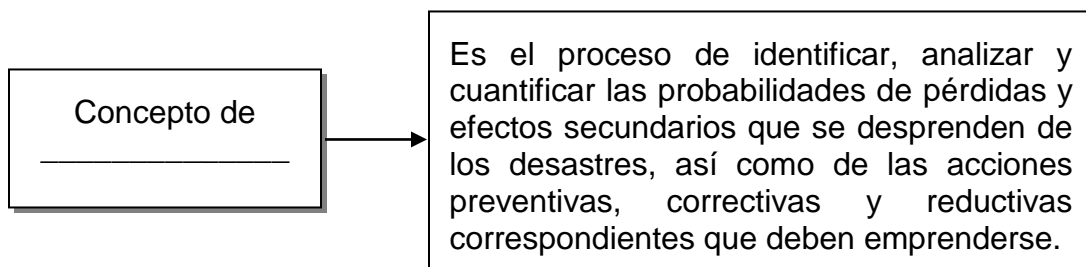 Concepto de
_______________
Es el proceso de identificar, analizar y
cuantificar las probabilidades de pérdidas y
efectos secundarios que se desprenden de
los desastres, así como de las acciones
preventivas, correctivas y reductivas
correspondientes que deben emprenderse.